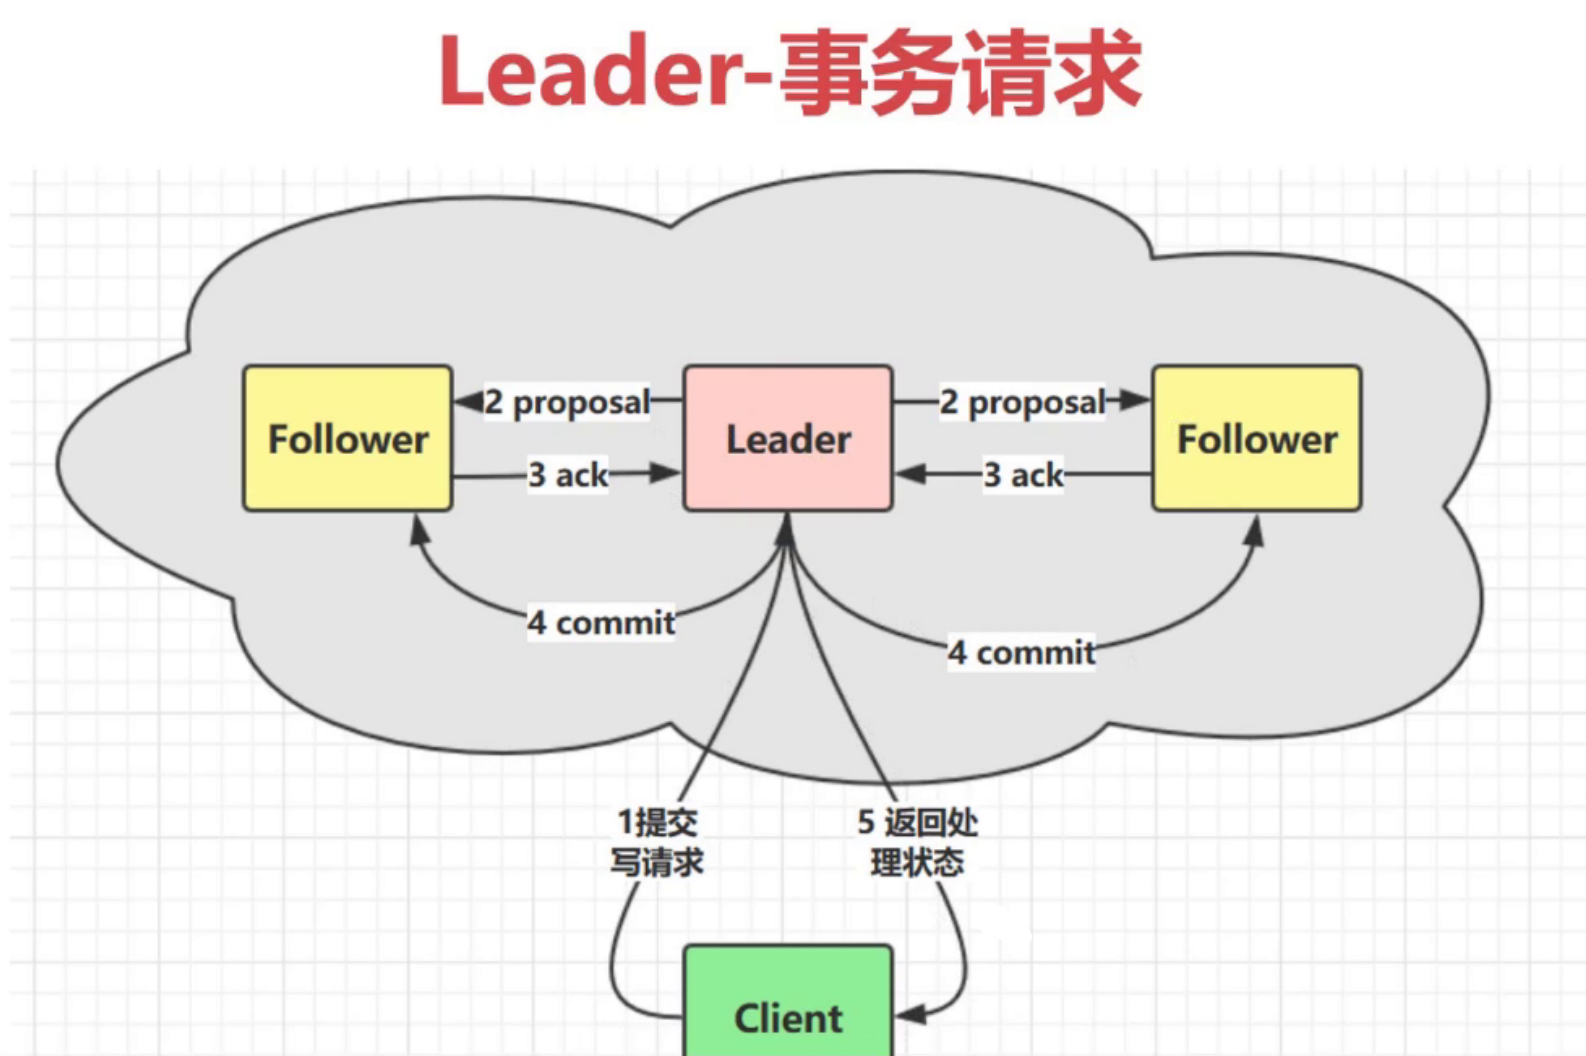 Leader-事务请求
2 proposal
2 proposal
Follower
Leader
Follower
3 ack
3 ack
4 commit
4 commit
1提交
写请求
5 返回处
理状态
Client